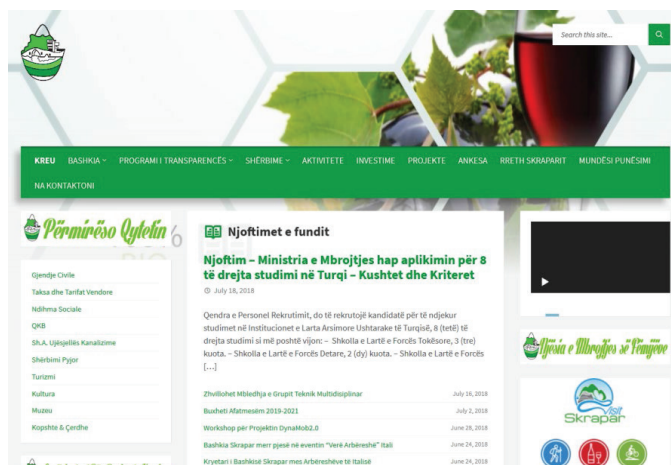 Search this site...
KREU BASHKIA PROGRAMI I TRANSPARENCËS SHËRBIME AKTIVITETE INVESTIME PROJEKTE ANKESA RRETH SKRAPARIT MUNDËSI PUNËSIMI
NA KONTAKTONI
Përmirëso Qytetin
Gjendje Civile
Taksa dhe Tarifat Vendore
Ndihma Sociale
QKB
Sh.A. Ujësjellës Kanalizime
Shërbimi Pyjor
Turizmi
Kultura
Muzeu
Kopshte & Çerdhe
Njoftimet e fundit
Njoftim – Ministria e Mbrojtjes hap aplikimin për 8
të drejta studimi në Turqi – Kushtet dhe Kriteret
July 18, 2018
Qendra e Personel Rekrutimit, do të rekrutojë kandidatë për të ndjekur
studimet në Institucionet e Larta Arsimore Ushtarake të Turqisë, 8 (tetë) të
drejta studimi si më poshtë vijon: – Shkolla e Lartë e Forcës Tokësore, 3 (tre)
kuota. – Shkolla e Lartë e Forcës Detare, 2 (dy) kuota. – Shkolla e Lartë e Forcës
[…]
Zhvillohet Mbledhja e Grupit Teknik Multidisiplinar July 16, 2018
Buxheti Afatmesëm 2019-2021 July 2, 2018
Workshop për Projektin DynaMob2.0 June 28, 2018
Bashkia Skrapar merr pjesë në eventin "Verë Arbëreshë" Itali June 24, 2018
Kryetari i Bashkisë Skrapar mes Arbëreshëve të Italisë June 24, 2018
Njësia e Mbrojtjes së Fëmijëve
Visit
Skrapar